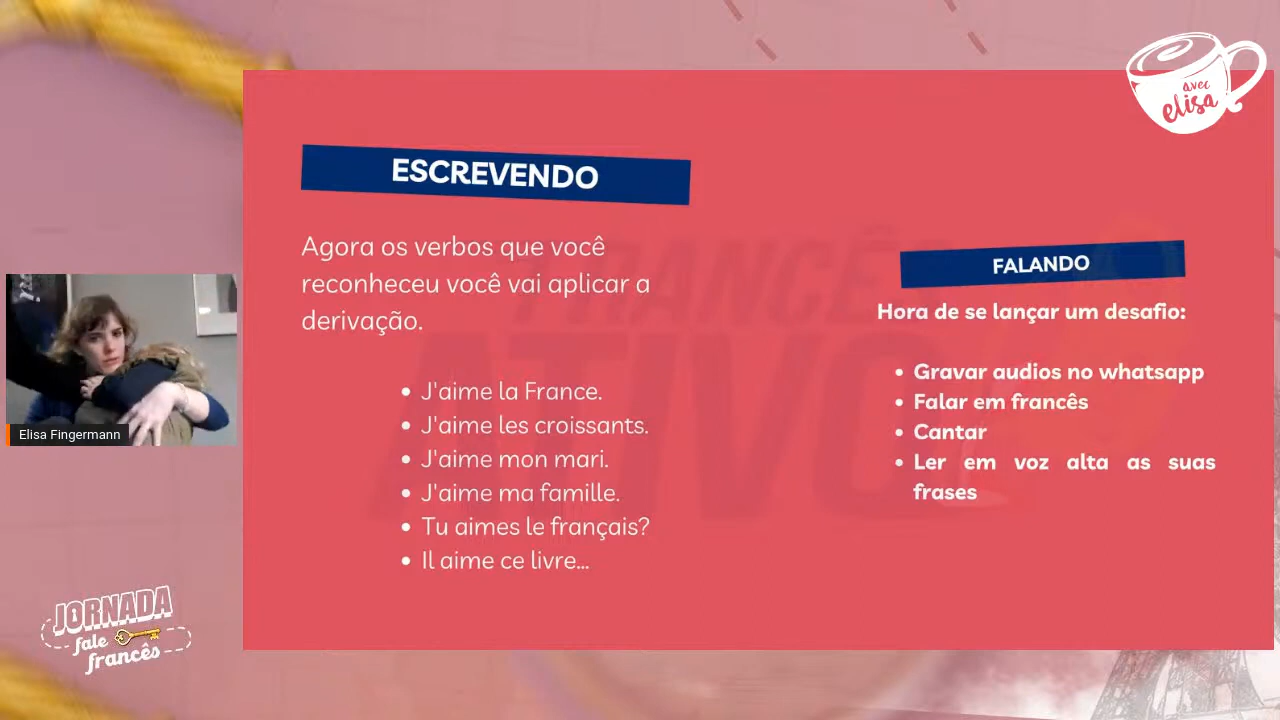 avec
elisa
ESCREVENDO
Agora os verbos que você
reconheceu você vai aplicar a
derivação.
• J'aime la France.
• J'aime les croissants.
• J'aime mon mari.
• J'aime ma famille.
• Tu aimes le français?
• Il aime ce livre...
FALANDO
Hora de se lançar um desafio:
• Gravar audios no whatsapp
• Falar em francês
• Cantar
• Ler em voz alta as suas
frases
FRANCÊS
ATIVO
Elisa Fingermann
JORNADA
fale
francês